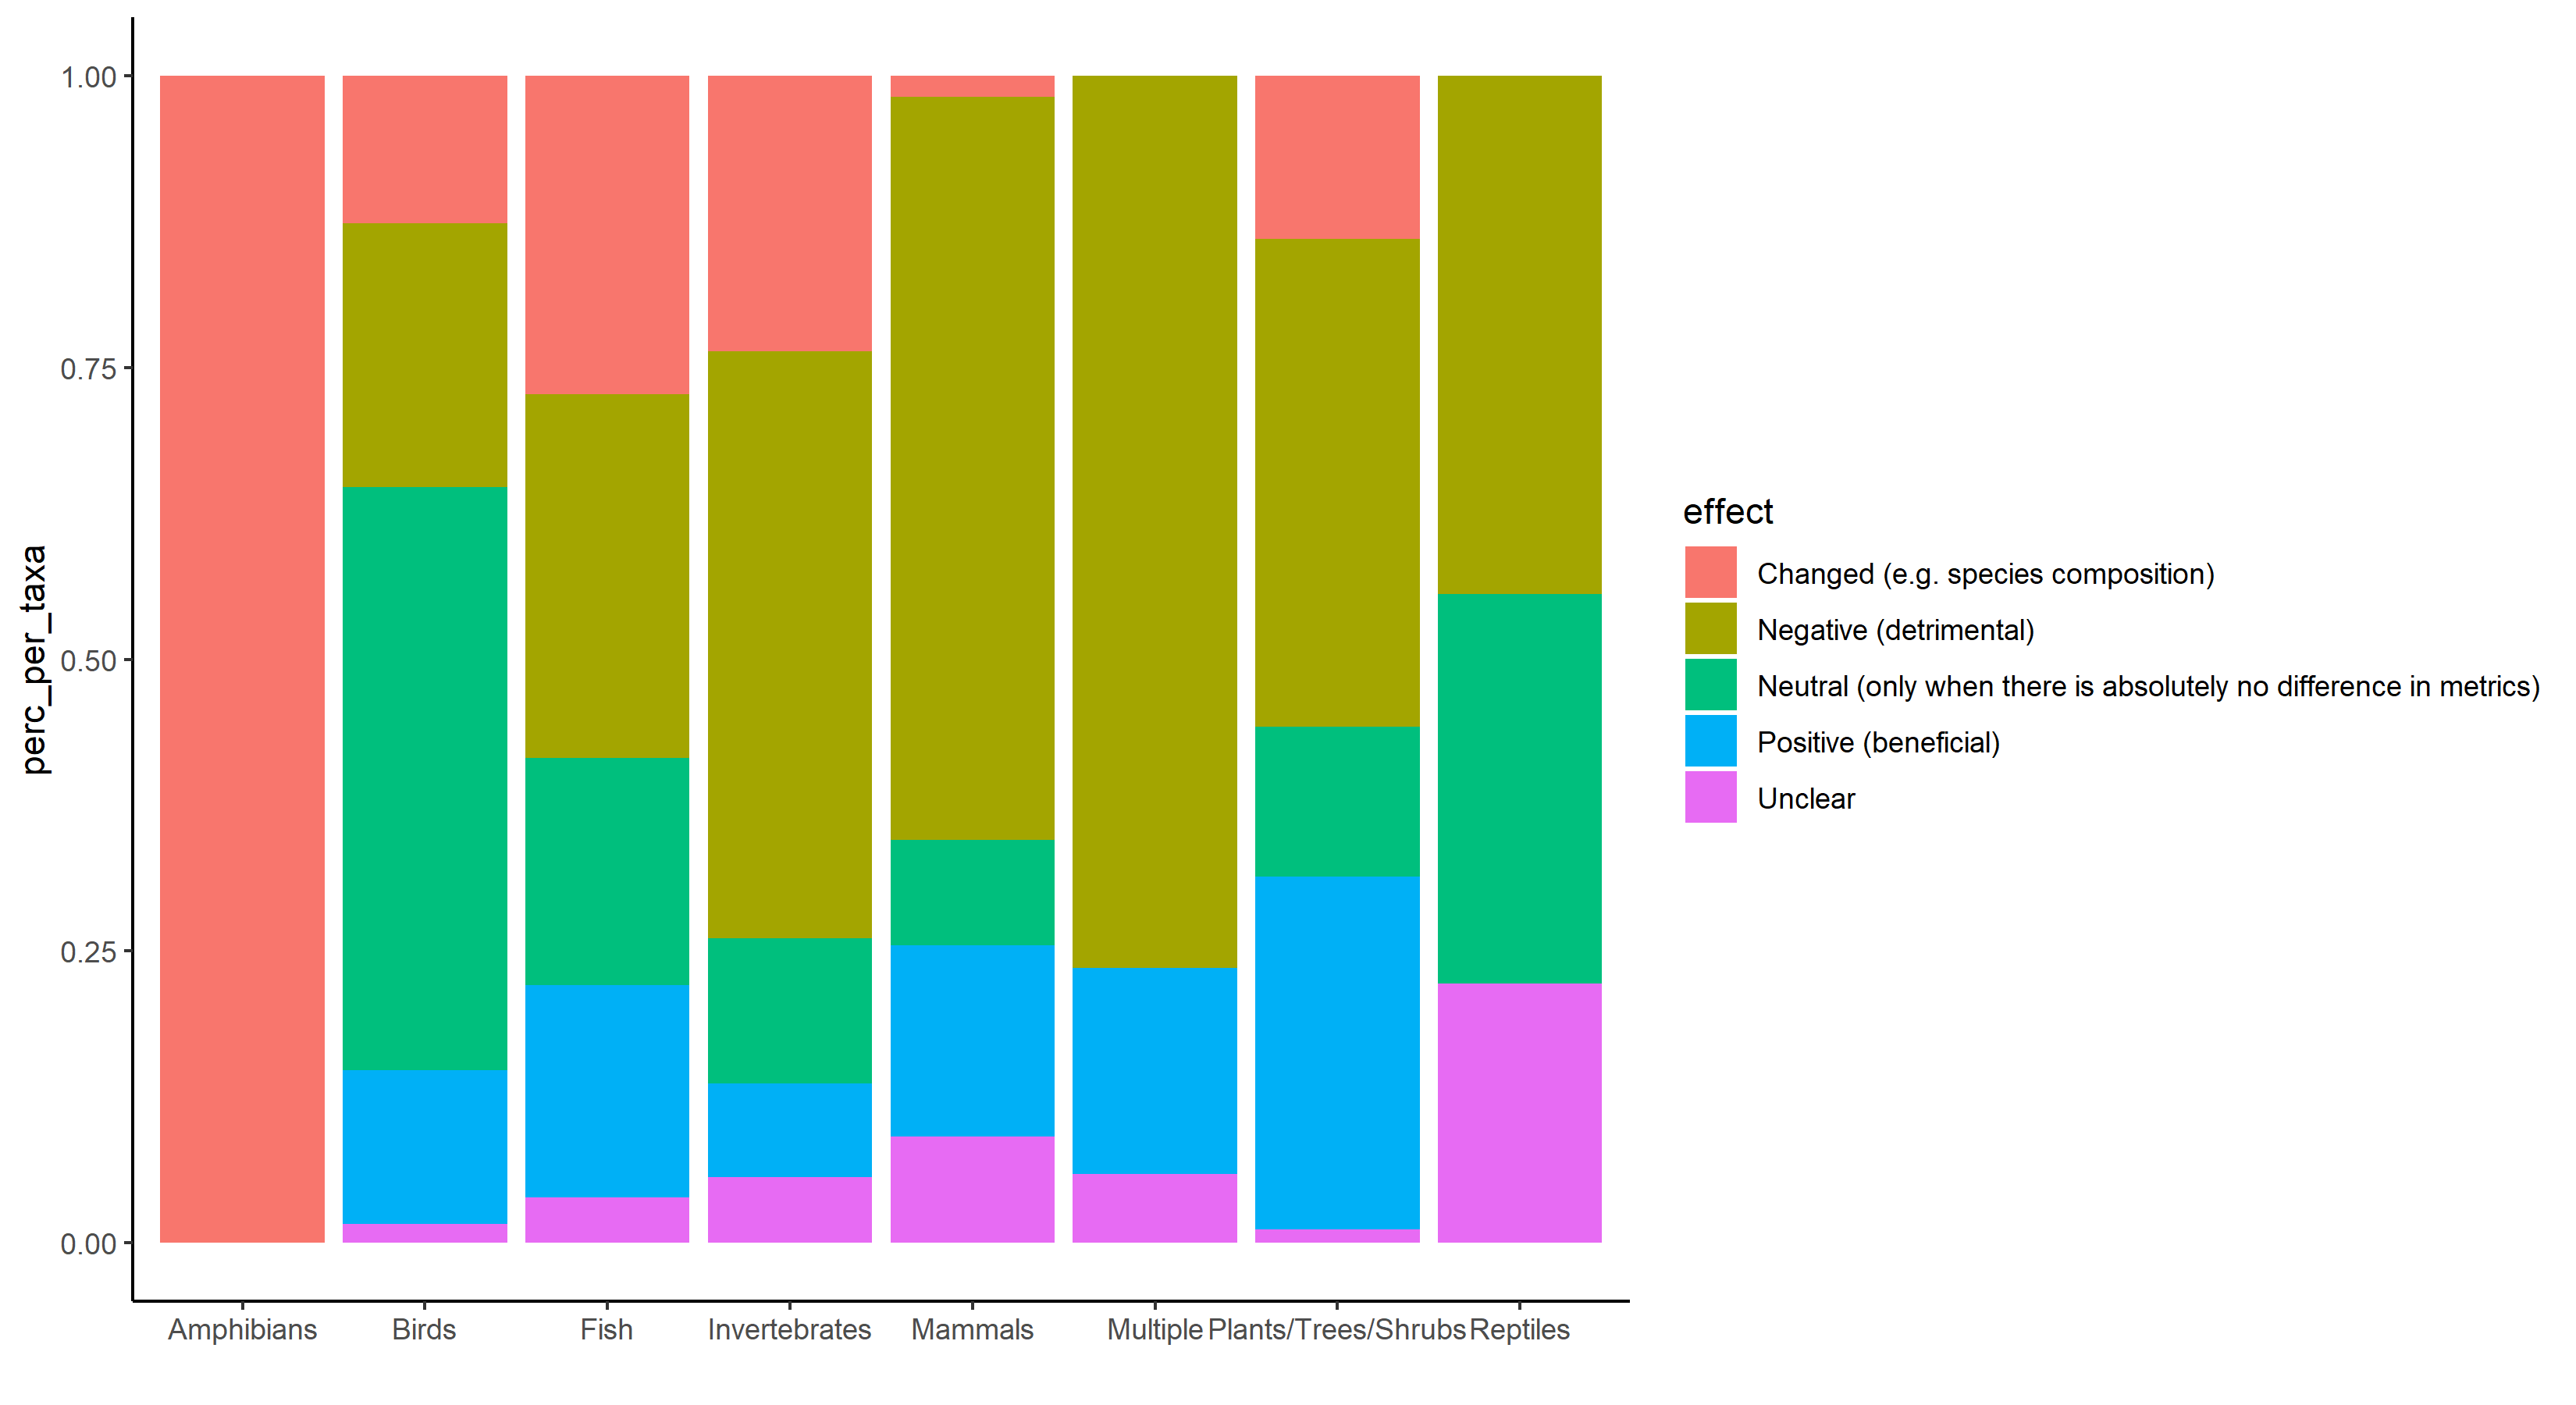 perc_per_taxa
1.00
0.75
0.50
0.25
0.00
Amphibians
Birds
Fish
Invertebrates
Mammals
Multiple
Plants/Trees/Shrubs
Reptiles
effect
Changed (e.g. species composition)
Negative (detrimental)
Neutral (only when there is absolutely no difference in metrics)
Positive (beneficial)
Unclear